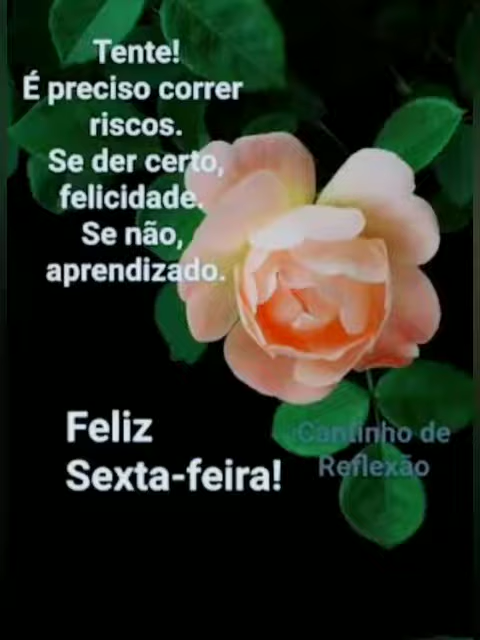 Tente!
É preciso correr
riscos.
Se der certo,
felicidade.
Se não,
aprendizado.
Feliz
Sexta-feira!
Cantinho de
Reflexão